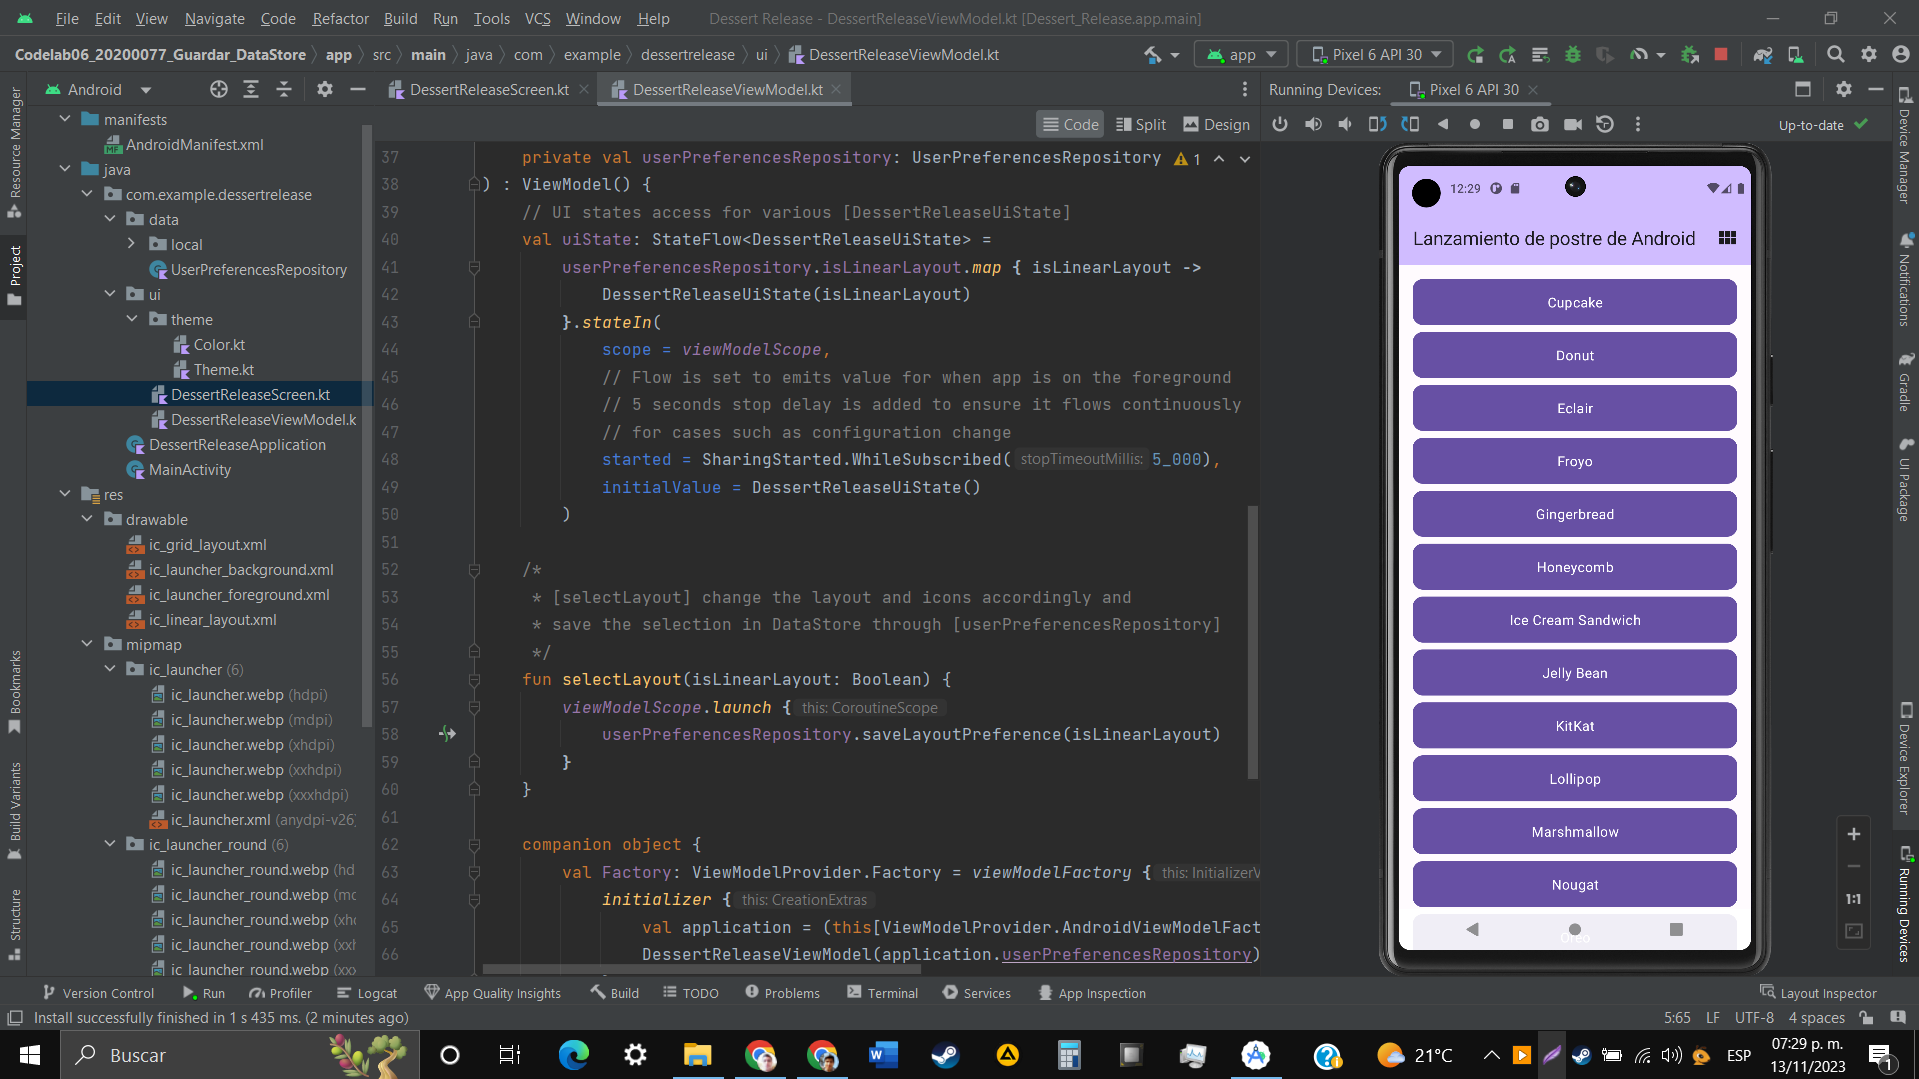 File Edit View Navigate Code Refactor Build Run Tools VCS Window Help Dessert Release - DessertReleaseViewModel.kt [Dessert_Release.app.main]
Codelab06_20200077_Guardar_DataStore app src main java com example dessertrelease ui DessertReleaseViewModel.kt app Pixel 6 API 30
Android DessertReleaseScreen.kt DessertReleaseViewModel.kt Running Devices: Pixel 6 API 30
Code Split Design Up-to-date
Resource Manager
Project
Bookmarks
Build Variants
Structure
manifests
AndroidManifest.xml
java
com.example.dessertrelease
data
local
UserPreferencesRepository
ui
theme
Color.kt
Theme.kt
DessertReleaseScreen.kt
DessertReleaseViewModel.k
DessertReleaseApplication
MainActivity
res
drawable
ic_grid_layout.xml
ic_launcher_background.xml
ic_launcher_foreground.xml
ic_linear_layout.xml
mipmap
ic_launcher (6)
ic_launcher.webp (hdpi)
ic_launcher.webp (mdpi)
ic_launcher.webp (xhdpi)
ic_launcher.webp (xxhdpi)
ic_launcher.webp (xxxhdpi)
ic_launcher.xml (anydpi-v26)
ic_launcher_round (6)
ic_launcher_round.webp (hd
ic_launcher_round.webp (mc
ic_launcher_round.webp (xhc
ic_launcher_round.webp (xxh
ic_launcher_round.webp (xxx
37 private val userPreferencesRepository: UserPreferencesRepository 1
38 ) : ViewModel() {
39 // UI states access for various [DessertReleaseUiState]
40 val uiState: StateFlow<DessertReleaseUiState> =
41 userPreferencesRepository.isLinearLayout.map { isLinearLayout ->
42 DessertReleaseUiState(isLinearLayout)
43 }.stateIn(
44 scope = viewModelScope,
45 // Flow is set to emits value for when app is on the foreground
46 // 5 seconds stop delay is added to ensure it flows continuously
47 // for cases such as configuration change
48 started = SharingStarted.WhileSubscribed( stopTimeoutMillis: 5_000),
49 initialValue = DessertReleaseUiState()
50 )
51
52 /*
53 * [selectLayout] change the layout and icons accordingly and
54 * save the selection in DataStore through [userPreferencesRepository]
55 */
56 fun selectLayout(isLinearLayout: Boolean) {
57 viewModelScope.launch { this: CoroutineScope
58 userPreferencesRepository.saveLayoutPreference(isLinearLayout)
59 }
60 }
61
62 companion object {
63 val Factory: ViewModelProvider.Factory = viewModelFactory { this: InitializerV
64 initializer { this: CreationExtras
65 val application = (this[ViewModelProvider.AndroidViewModelFact
66 DessertReleaseViewModel(application.userPreferencesRepository)
12:29
Lanzamiento de postre de Android
Cupcake
Donut
Eclair
Froyo
Gingerbread
Honeycomb
Ice Cream Sandwich
Jelly Bean
KitKat
Lollipop
Marshmallow
Nougat
Oreo
1:1
Device Manager
Notifications
Gradle
UI Package
Device Explorer
Running Devices
Version Control Run Profiler Logcat App Quality Insights Build TODO Problems Terminal Services App Inspection Layout Inspector
Install successfully finished in 1 s 435 ms. (2 minutes ago) 5:65 LF UTF-8 4 spaces
Buscar 21°C ESP 07:29 p. m.
13/11/2023 1